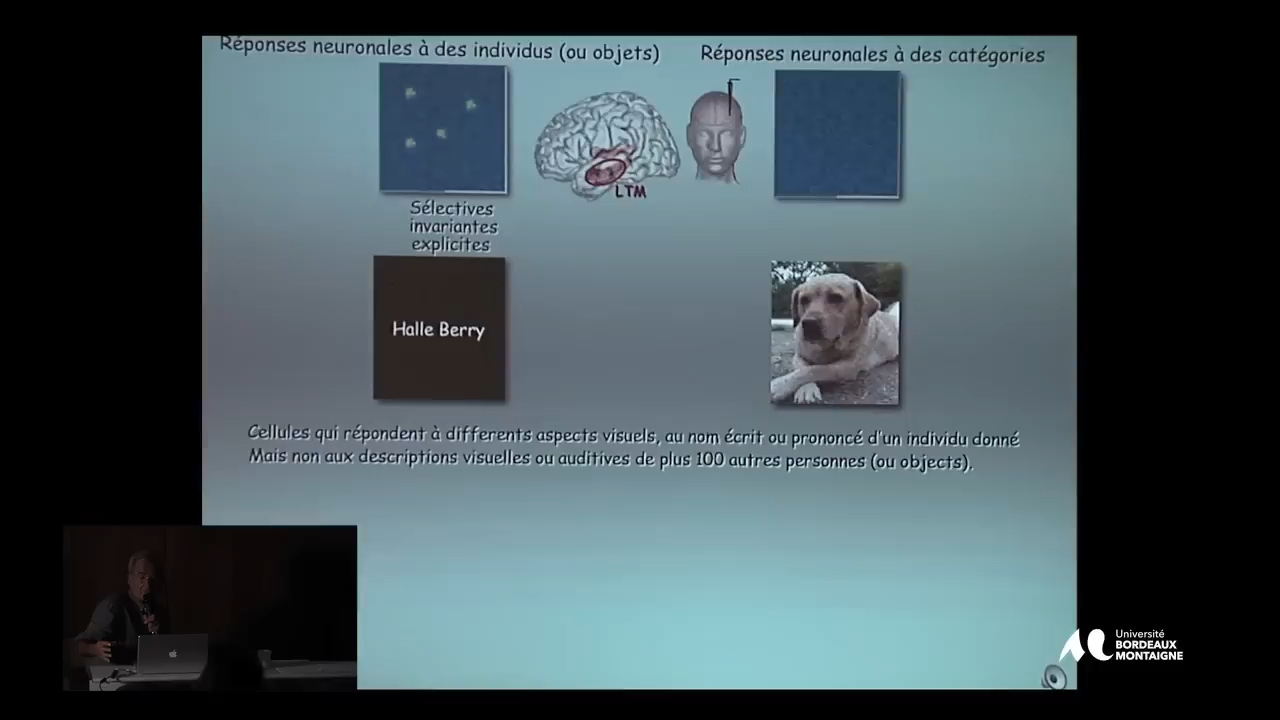 Réponses neuronales à des individus (ou objets)
Réponses neuronales à des catégories
LTM
Sélectives
invariantes
explicites
Halle Berry
Cellules qui répondent à differents aspects visuels, au nom écrit ou prononcé d'un individu donné
Mais non aux descriptions visuelles ou auditives de plus 100 autres personnes (ou objects).
Université
BORDEAUX
MONTAIGNE